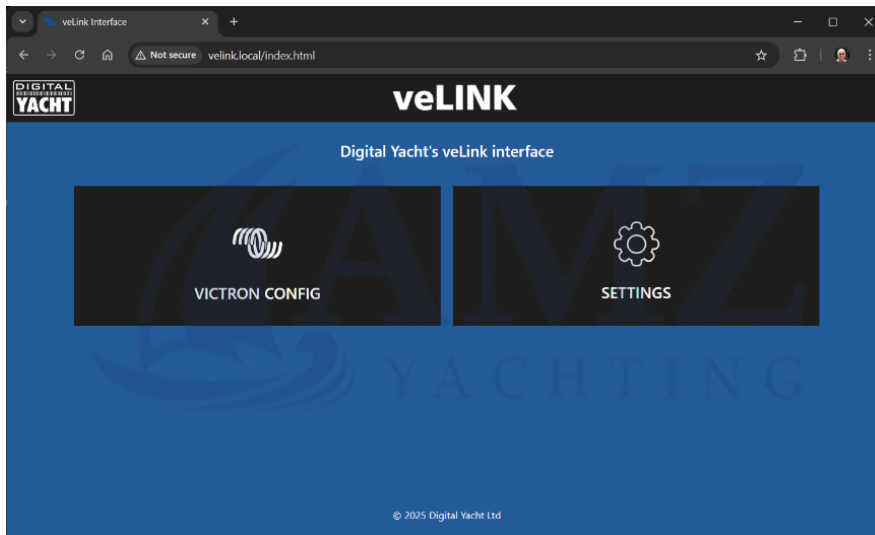 veLink Interface
Not secure velink.local/index.html
DIGITAL
YACHT
veLINK
Digital Yacht's veLink interface
VICTRON CONFIG
SETTINGS
AMZ
YACHTING
© 2025 Digital Yacht Ltd